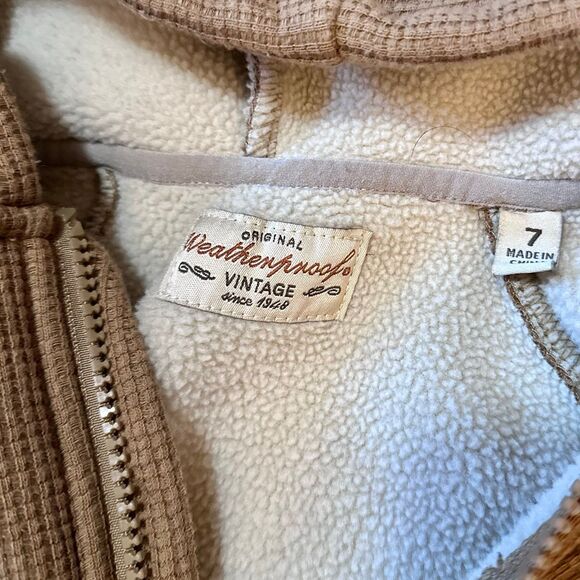 ORIGINAL
Weatherproof®
VINTAGE
since 1948
7
MADE IN